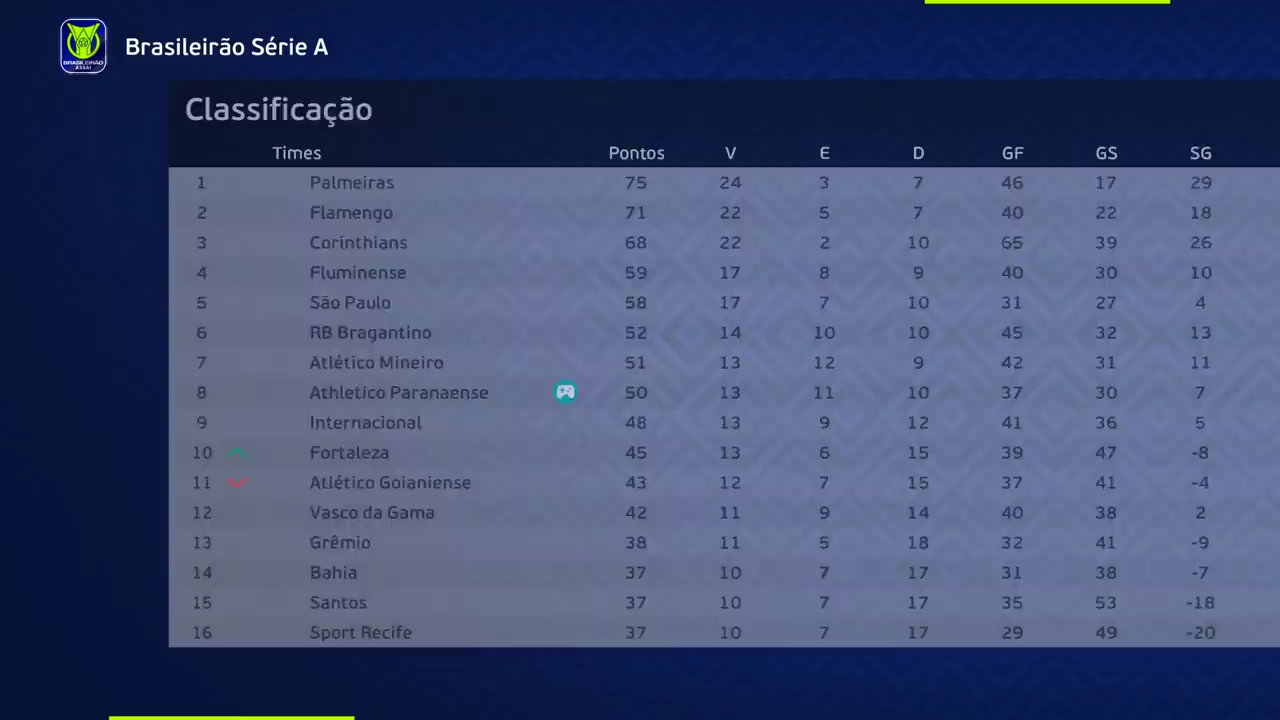 BRASILEIRÃO
ASSAÍ
Brasileirão Série A
Classificação
Times Pontos V E D GF GS SG
1 Palmeiras 75 24 3 7 46 17 29
2 Flamengo 71 22 5 7 40 22 18
3 Corinthians 68 22 2 10 65 39 26
4 Fluminense 59 17 8 9 40 30 10
5 São Paulo 58 17 7 10 31 27 4
6 RB Bragantino 52 14 10 10 45 32 13
7 Atlético Mineiro 51 13 12 9 42 31 11
8 Athletico Paranaense 50 13 11 10 37 30 7
9 Internacional 48 13 9 12 41 36 5
10 Fortaleza 45 13 6 15 39 47 -8
11 Atlético Goianiense 43 12 7 15 37 41 -4
12 Vasco da Gama 42 11 9 14 40 38 2
13 Grêmio 38 11 5 18 32 41 -9
14 Bahia 37 10 7 17 31 38 -7
15 Santos 37 10 7 17 35 53 -18
16 Sport Recife 37 10 7 17 29 49 -20